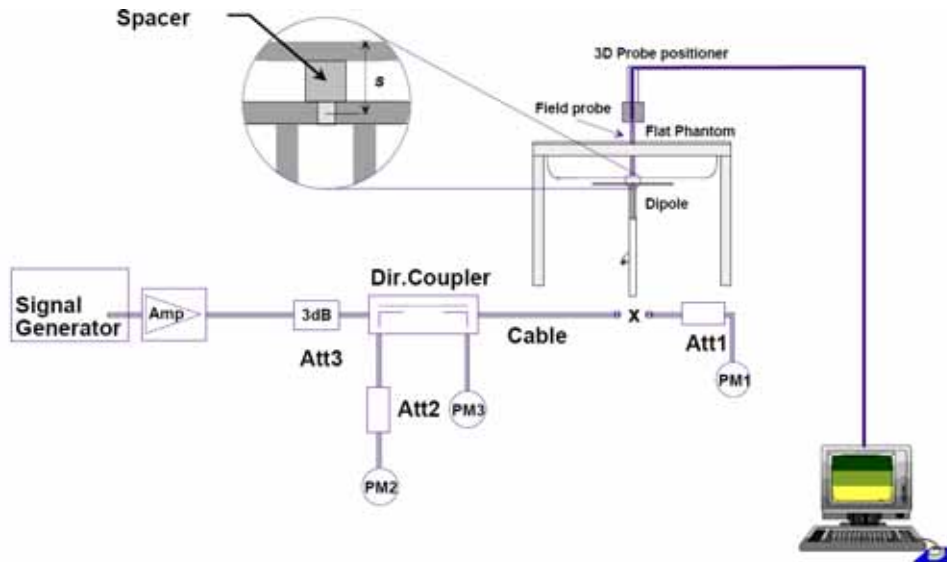 Spacer
s
3D Probe positioner
Field probe
Flat Phantom
Dipole
Dir.Coupler
Signal
Generator
Amp
3dB
Cable
x
Att1
Att3
PM1
Att2
PM3
PM2